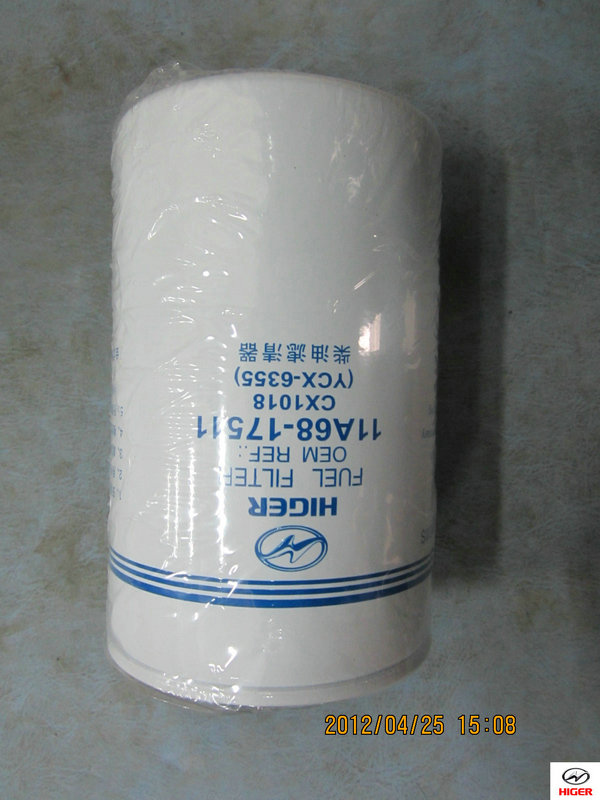 HIGER
FUEL FILTER
OEM REF.:
11A68-17511
CX1018
(YCX-6355)
柴油滤清器
2012/04/25 15:08
HIGER